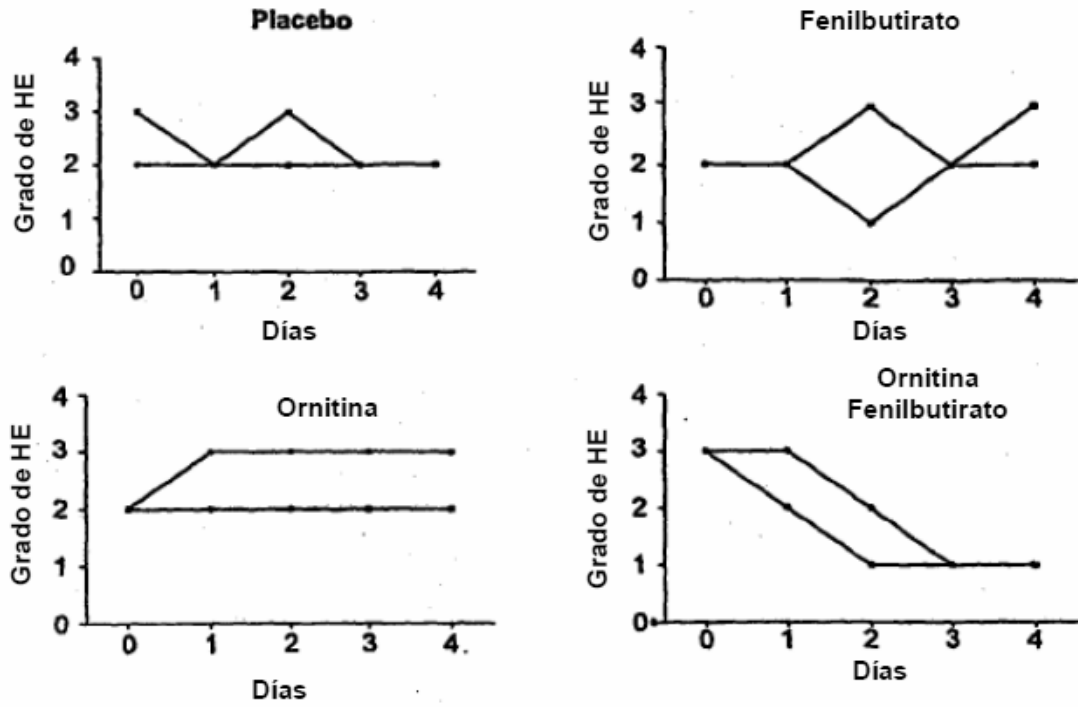 Placebo
Grado de HE
4
3
2
1
0
0 1 2 3 4
Días
Fenilbutirato
Grado de HE
4
3
2
1
0
0 1 2 3 4
Días
Ornitina
Grado de HE
4
3
2
1
0
0 1 2 3 4.
Días
Ornitina
Fenilbutirato
Grado de HE
4
3
2
1
0
0 1 2 3 4
Días